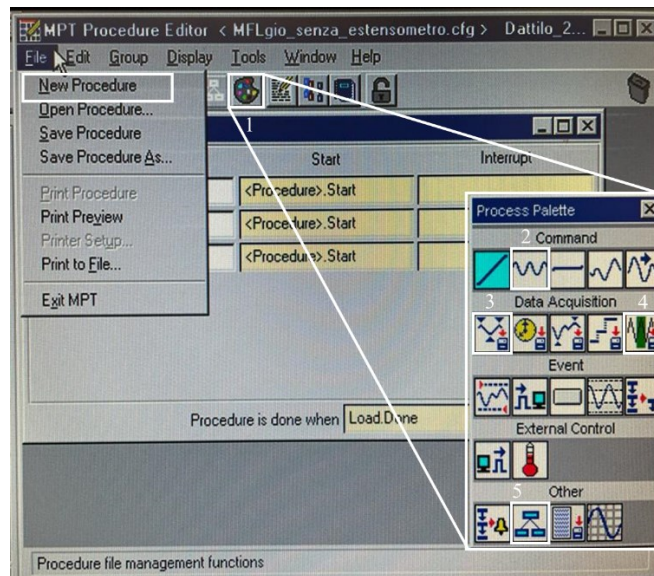 MPT Procedure Editor < MFLgio_senza_estensometro.cfg > Dattilo_2...
File Edit Group Display Tools Window Help
New Procedure
Open Procedure...
Save Procedure
Save Procedure As...
Print Procedure
Print Preview
Printer Setup...
Print to File...
Exit MPT
1
Start Interrupt
<Procedure>.Start
<Procedure>.Start
<Procedure>.Start
Procedure is done when Load.Done
Process Palette
2 Command
3 Data Acquisition 4
Event
External Control
5 Other
Procedure file management functions